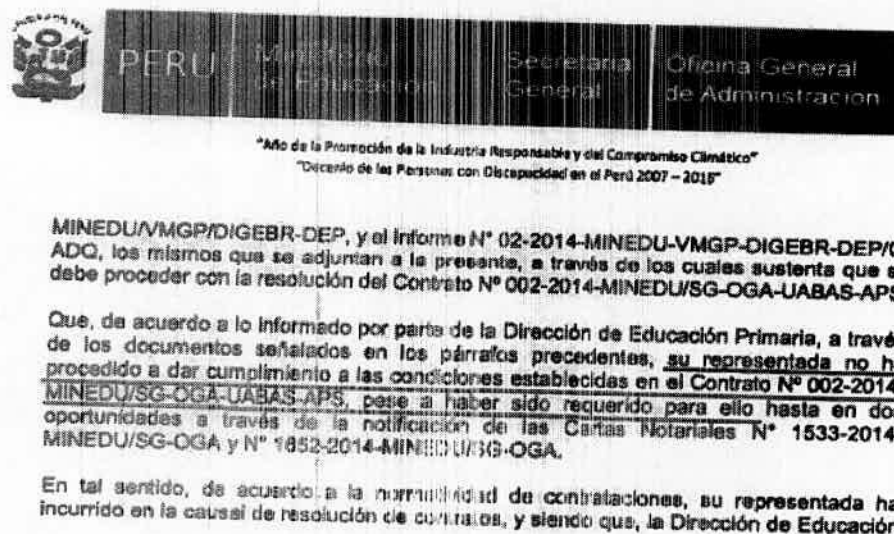 PERU
Ministerio
de Educación
Secretaría
General
Oficina General
de Administración
"Año de la Promoción de la Industria Responsable y del Compromiso Climático"
"Decenio de las Personas con Discapacidad en el Perú 2007 – 2016"
MINEDU/VMGP/DIGEBR-DEP, y el Informe N° 02-2014-MINEDU-VMGP-DIGEBR-DEP/
ADQ, los mismos que se adjuntan a la presente, a través de los cuales sustenta que s
debe proceder con la resolución del Contrato Nº 002-2014-MINEDU/SG-OGA-UABAS-APS
Que, de acuerdo a lo informado por parte de la Dirección de Educación Primaria, a travé
de los documentos señalados en los párrafos precedentes, su representada no h
procedido a dar cumplimiento a las condiciones establecidas en el Contrato Nº 002-2014
MINEDU/SG-OGA-UABAS-APS, pese a haber sido requerido para ello hasta en do
oportunidades a través de la notificación de las Cartas Notariales N° 1533-2014
MINEDU/SG-OGA y N° 1652-2014-MINEDU/SG-OGA.
En tal sentido, de acuerdo a la normatividad de contrataciones, su representada ha
incurrido en la causal de resolución de contratos, y siendo que, la Dirección de Educación